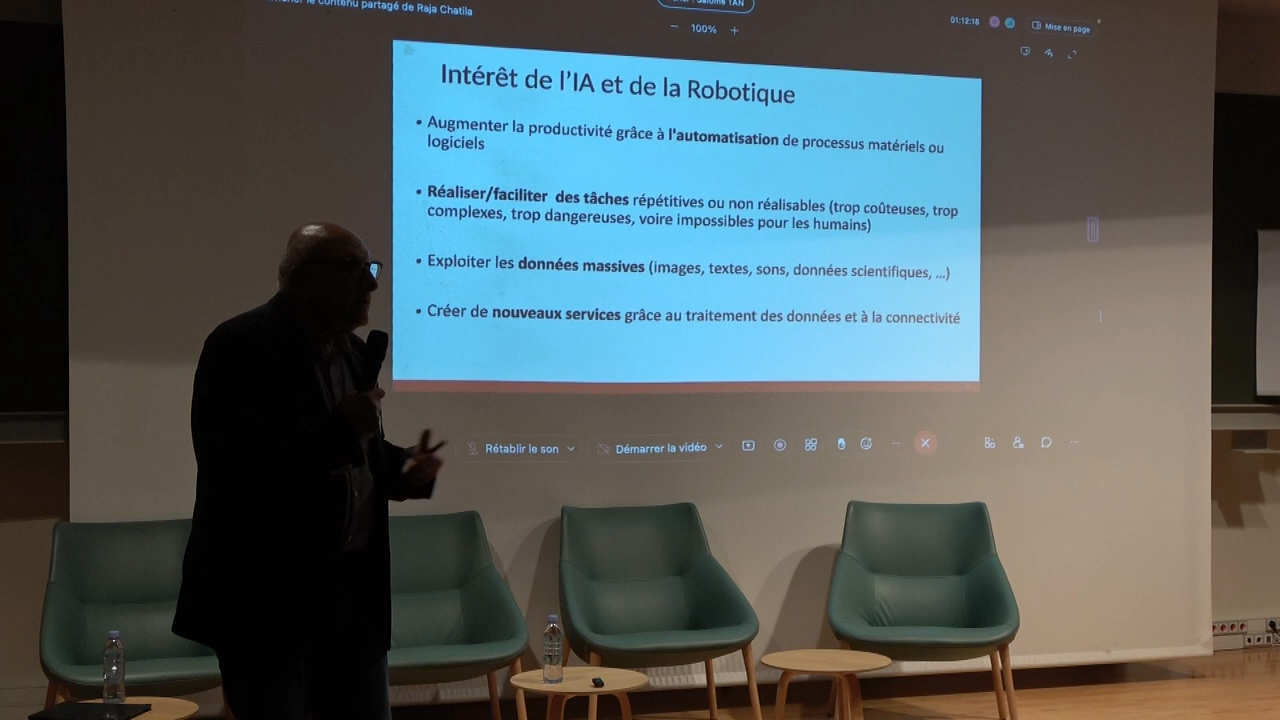 le contenu partagé de Raja Chatila
Salomé TAN
100%
01:12:18
Mise en page
Intérêt de l'IA et de la Robotique
• Augmenter la productivité grâce à l'automatisation de processus matériels ou
logiciels
• Réaliser/faciliter des tâches répétitives ou non réalisables (trop coûteuses, trop
complexes, trop dangereuses, voire impossibles pour les humains)
• Exploiter les données massives (images, textes, sons, données scientifiques, ...)
• Créer de nouveaux services grâce au traitement des données et à la connectivité
Rétablir le son
Démarrer la vidéo